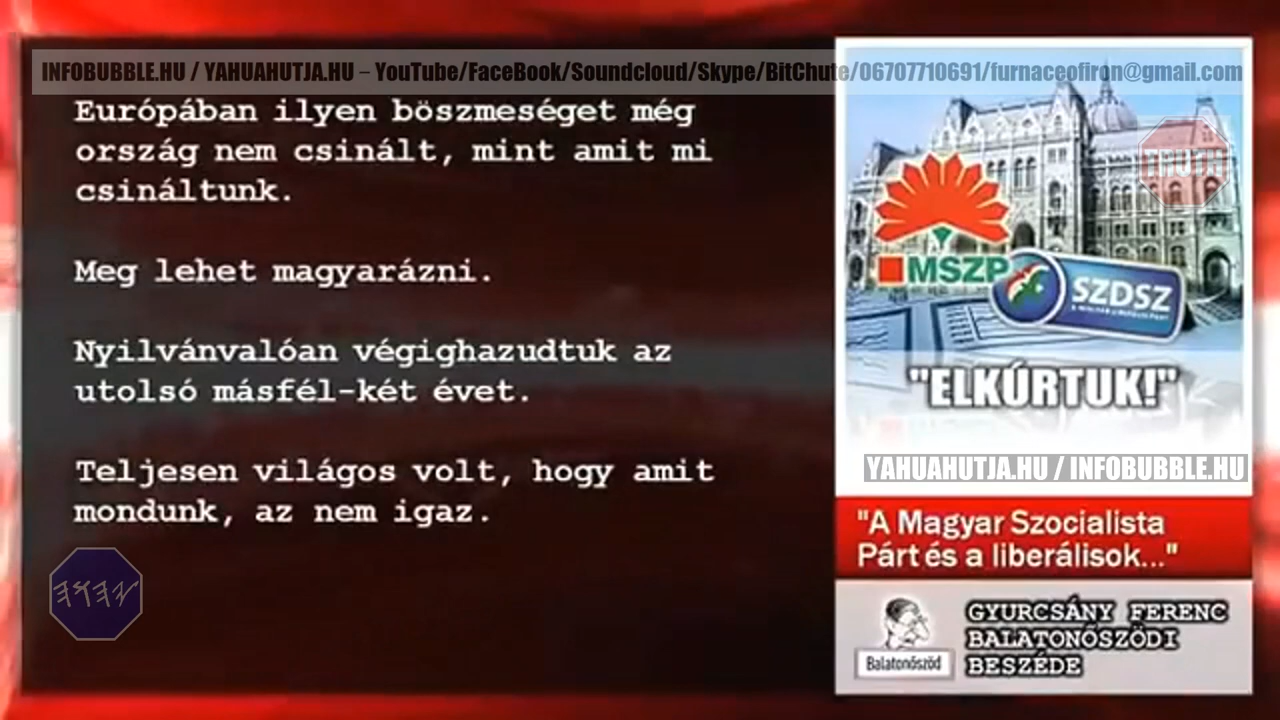 INFOBUBBLE.HU / YAHUAHUTJA.HU – YouTube/FaceBook/Soundcloud/Skype/BitChute/06707710691/furnaceofiron@gmail.com
Európában ilyen böszmeséget még
ország nem csinált, mint amit mi
csináltunk.
Meg lehet magyarázni.
Nyilvánvalóan végighazudtuk az
utolsó másfél-két évet.
Teljesen világos volt, hogy amit
mondunk, az nem igaz.
TRUTH
MSZP
SZDSZ
"ELKÚRTUK!"
YAHUAHUTJA.HU / INFOBUBBLE.HU
"A Magyar Szocialista
Párt és a liberálisok..."
Balatonőszöd
GYURCSÁNY FERENC
BALATONŐSZÖDI
BESZÉDE